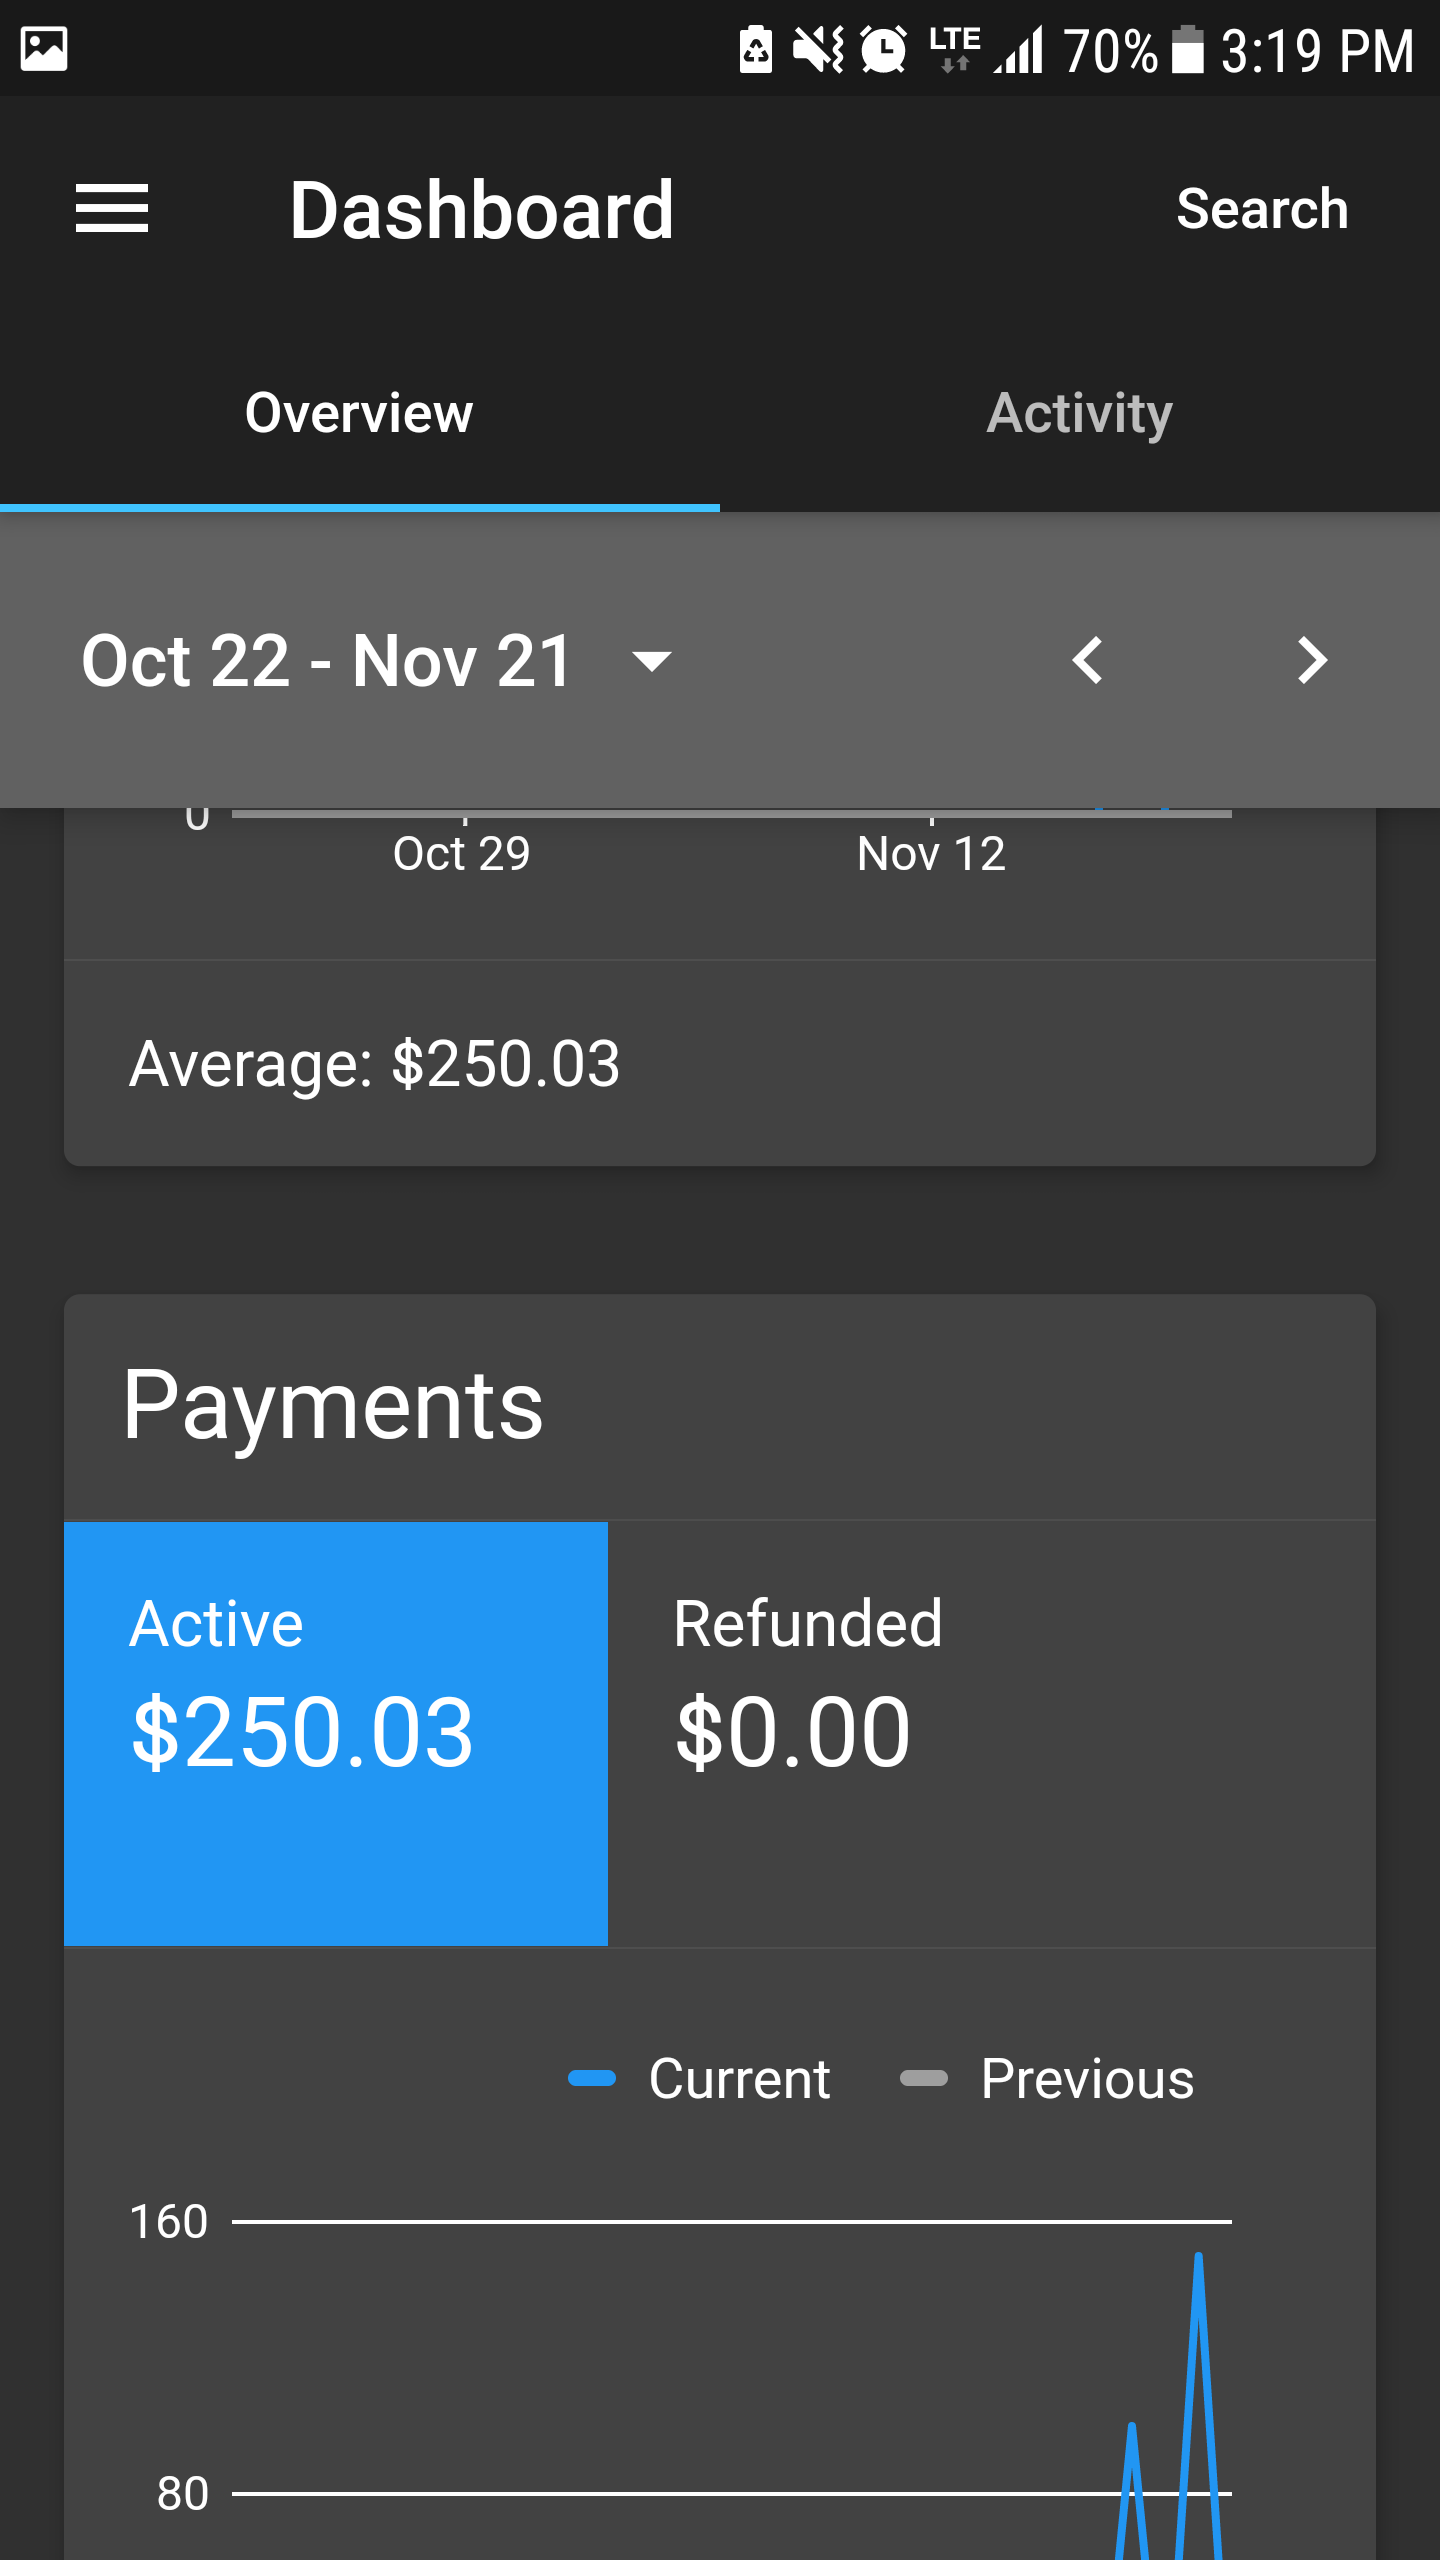 LTE 70% 3:19 PM
Dashboard Search
Overview Activity
Oct 22 - Nov 21
0
Oct 29 Nov 12
Average: $250.03
Payments
Active Refunded
$250.03 $0.00
Current Previous
160
80